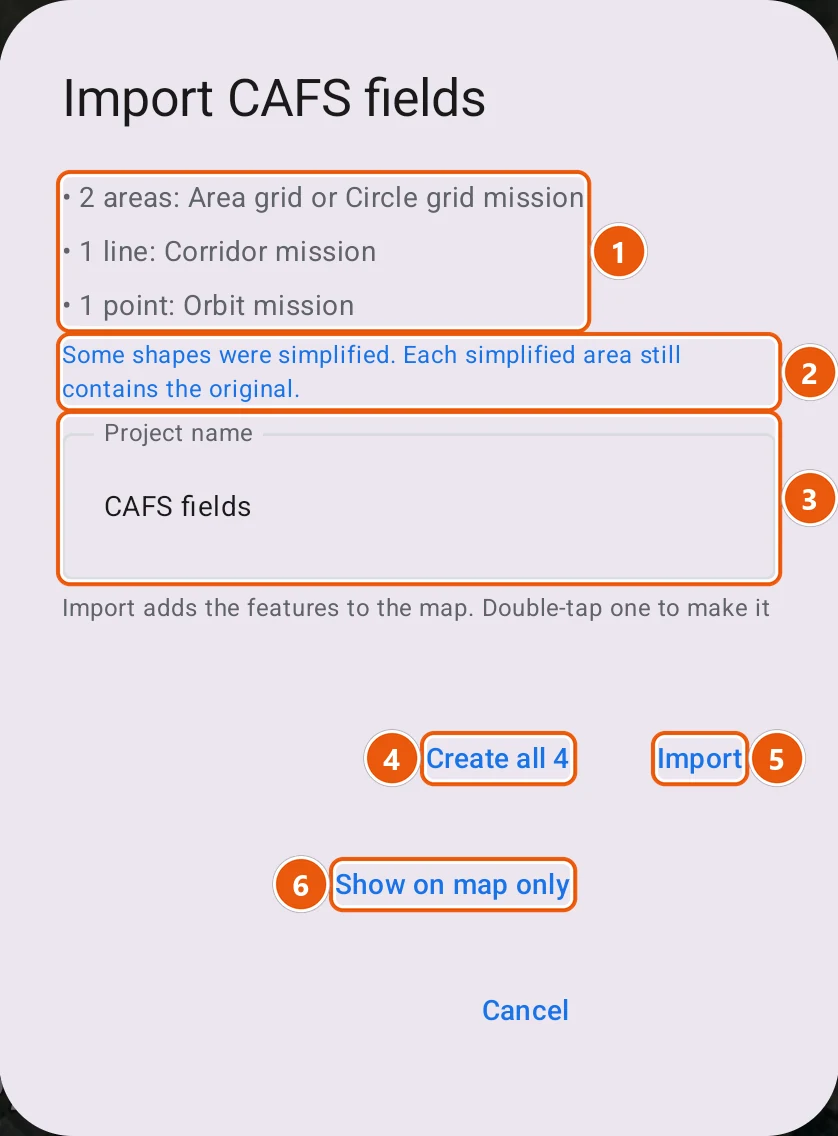 Import CAFS fields
• 2 areas: Area grid or Circle grid mission
• 1 line: Corridor mission
1
• 1 point: Orbit mission
Some shapes were simplified. Each simplified area still
contains the original.
2
Project name
CAFS fields
3
Import adds the features to the map. Double-tap one to make it
4 Create all 4 Import 5
6 Show on map only
Cancel